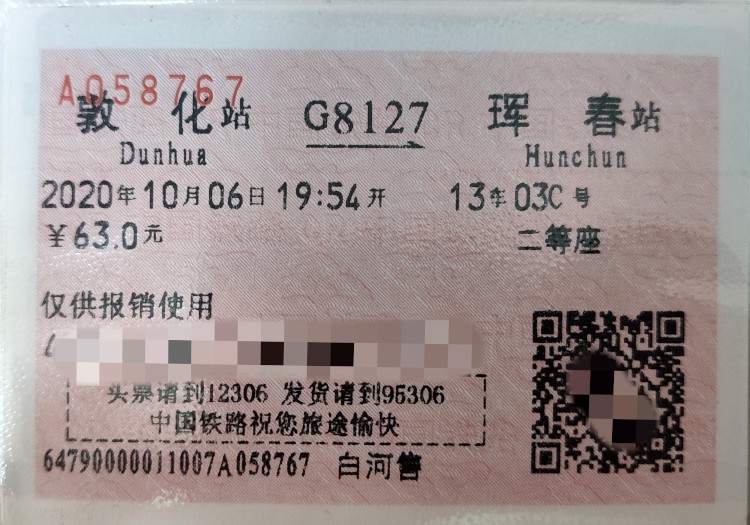 A058767
敦化站 G8127 珲春站
Dunhua Hunchun
2020年10月06日19:54开 13车03C号
￥63.0元 二等座
仅供报销使用
买票请到12306 发货请到95306
中国铁路祝您旅途愉快
64790000011007A058767 白河售